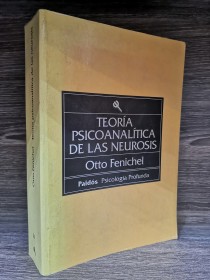 TEORÍA
PSICOANALÍTICA
DE LAS NEUROSIS
Otto Fenichel
Paidós Psicología Profunda